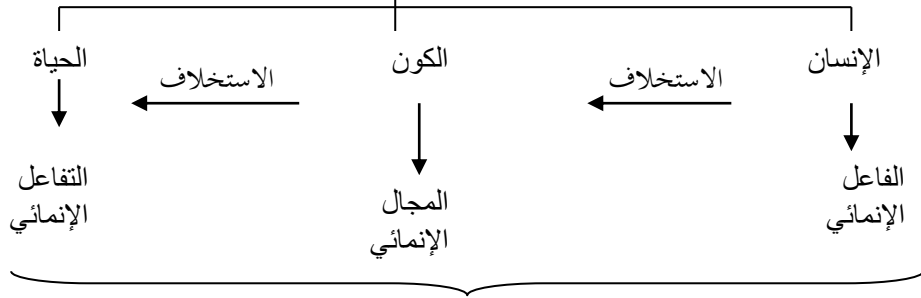 الإنسان
الكون
الحياة
الاستخلاف
الاستخلاف
الفاعل
الإنمائي
المجال
الإنمائي
التفاعل
الإنمائي